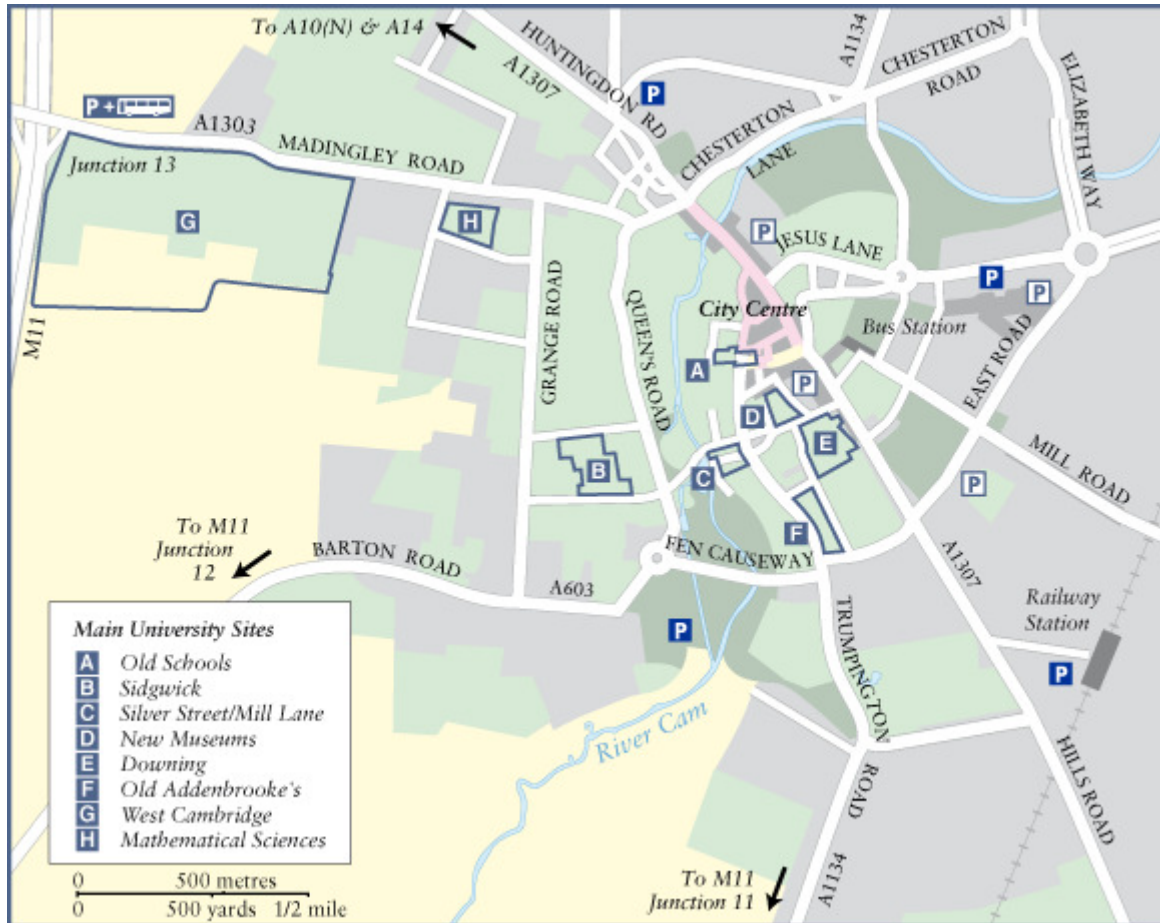 To A10(N) & A14
HUNTINGDON RD
A1307
A1134
CHESTERTON
ROAD
ELIZABETH WAY
P
P+
A1303
MADINGLEY ROAD
Junction 13
CHESTERTON
LANE
G
H
P
JESUS LANE
P
P
M11
GRANGE ROAD
QUEEN'S ROAD
City Centre
Bus Station
EAST ROAD
A
P
D
E
B
C
MILL ROAD
P
F
To M11
Junction
12
BARTON ROAD
A603
FEN CAUSEWAY
A1307
Railway
Station
P
P
TRUMPINGTON
ROAD
River Cam
HILLS ROAD
A1134
To M11
Junction 11
Main University Sites
A Old Schools
B Sidgwick
C Silver Street/Mill Lane
D New Museums
E Downing
F Old Addenbrooke's
G West Cambridge
H Mathematical Sciences
0 500 metres
0 500 yards 1/2 mile